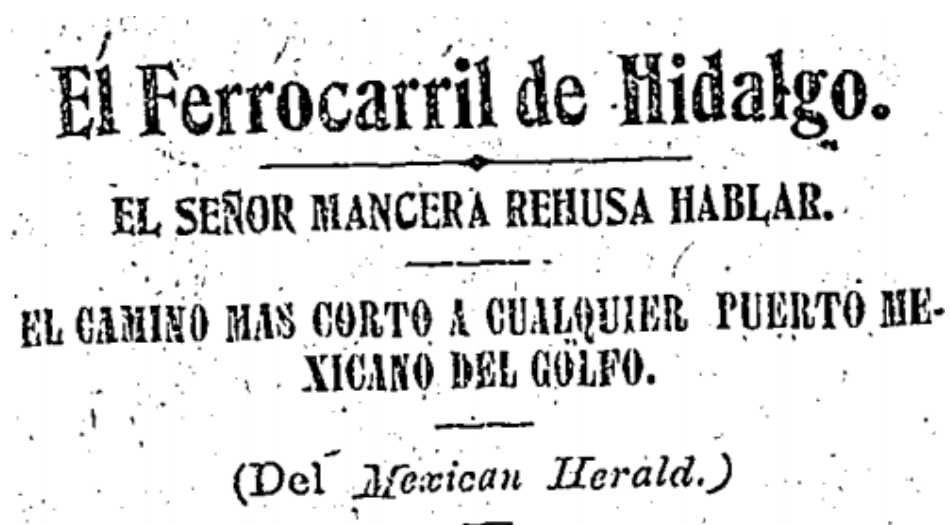 El Ferrocarril de Hidalgo.
EL SEÑOR MANCERA REHUSA HABLAR.
EL CAMINO MAS CORTO A CUALQUIER PUERTO ME-
XICANO DEL GOLFO.
(Del Mexican Herald.)